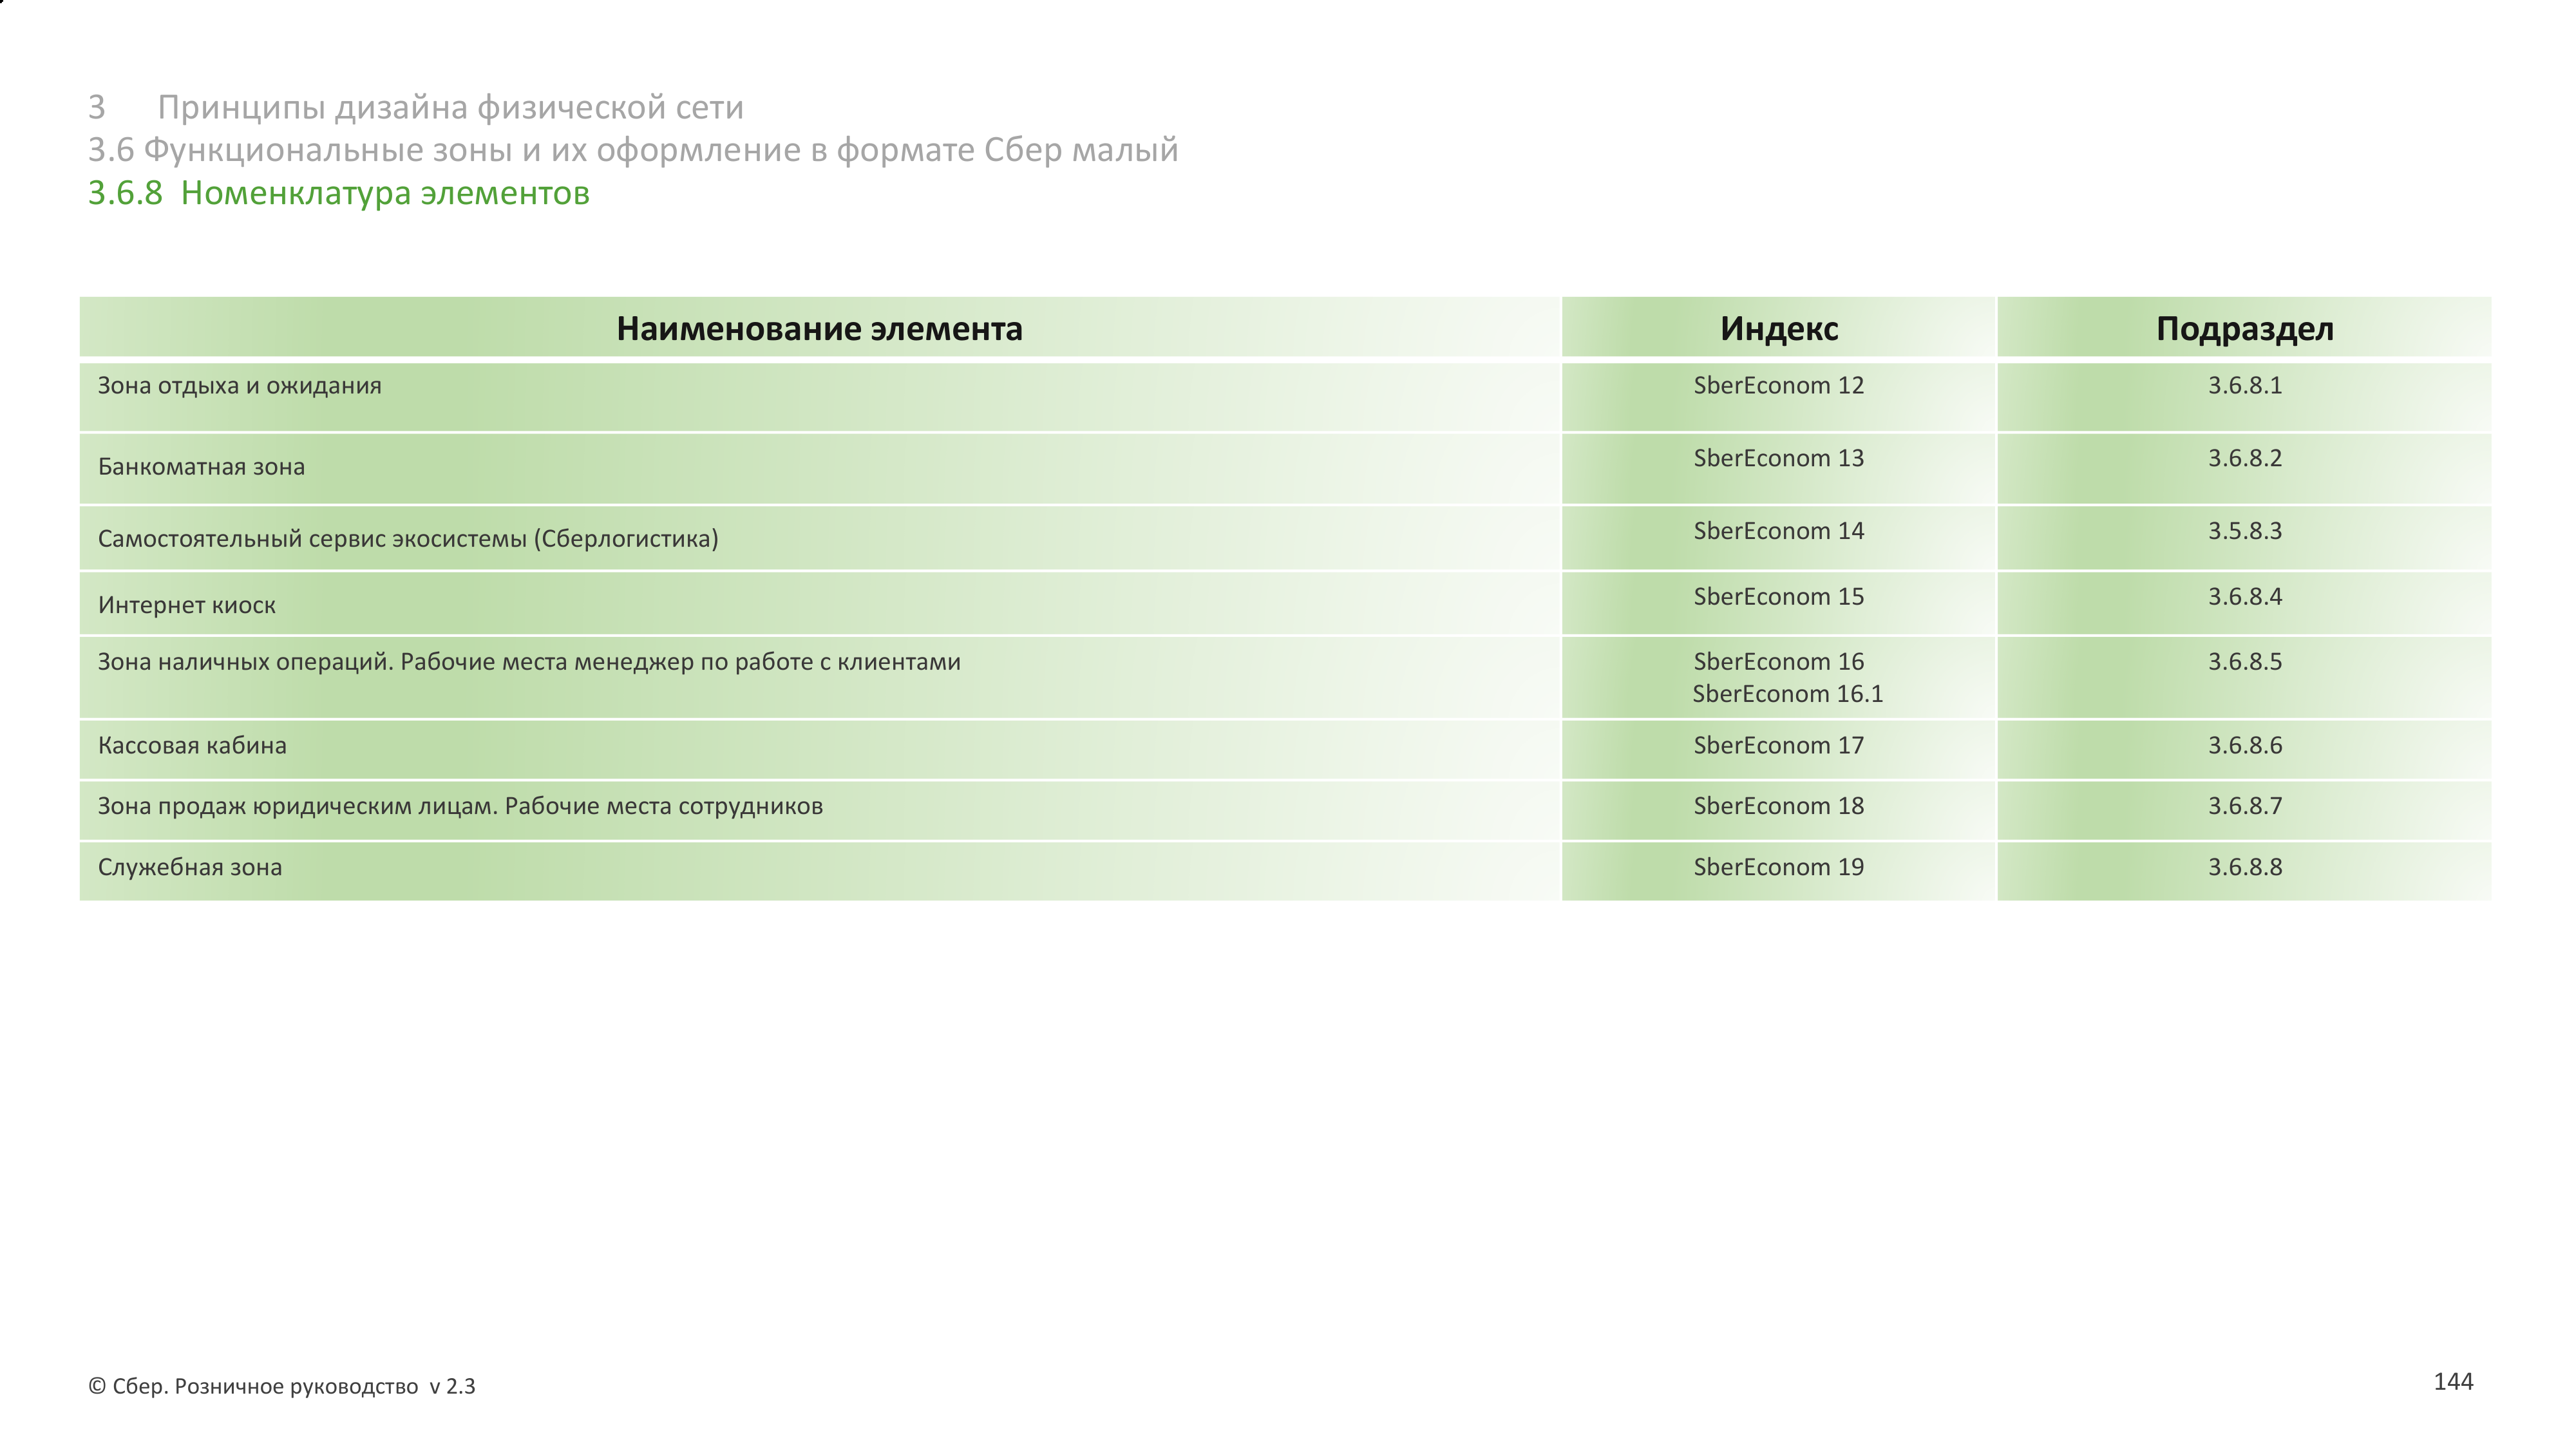 3 Принципы дизайна физической сети
3.6 Функциональные зоны и их оформление в формате Сбер малый
3.6.8 Номенклатура элементов
Наименование элемента Индекс Подраздел
Зона отдыха и ожидания SberEconom 12 3.6.8.1
Банкоматная зона SberEconom 13 3.6.8.2
Самостоятельный сервис экосистемы (Сберлогистика) SberEconom 14 3.5.8.3
Интернет киоск SberEconom 15 3.6.8.4
Зона наличных операций. Рабочие места менеджер по работе с клиентами SberEconom 16 3.6.8.5
SberEconom 16.1
Кассовая кабина SberEconom 17 3.6.8.6
Зона продаж юридическим лицам. Рабочие места сотрудников SberEconom 18 3.6.8.7
Служебная зона SberEconom 19 3.6.8.8
© Сбер. Розничное руководство v 2.3 144